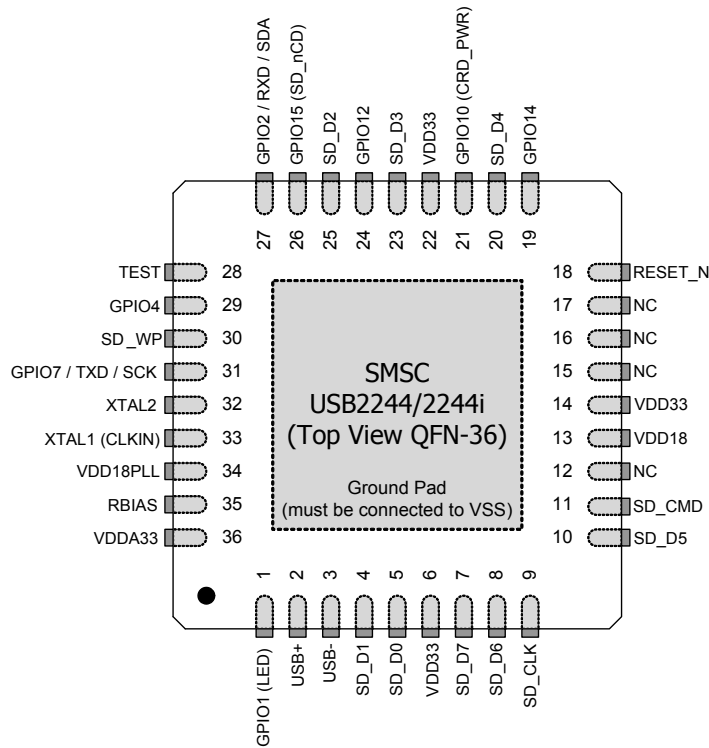 GPIO2 / RXD / SDA
GPIO15 (SD_nCD)
SD_D2
GPIO12
SD_D3
VDD33
GPIO10 (CRD_PWR)
SD_D4
GPIO14
27
26
25
24
23
22
21
20
19
TEST 28
GPIO4 29
SD_WP 30
GPIO7 / TXD / SCK 31
XTAL2 32
XTAL1 (CLKIN) 33
VDD18PLL 34
RBIAS 35
VDDA33 36
SMSC
USB2244/2244i
(Top View QFN-36)
Ground Pad
(must be connected to VSS)
18 RESET_N
17 NC
16 NC
15 NC
14 VDD33
13 VDD18
12 NC
11 SD_CMD
10 SD_D5
1
2
3
4
5
6
7
8
9
GPIO1 (LED)
USB+
USB-
SD_D1
SD_D0
VDD33
SD_D7
SD_D6
SD_CLK